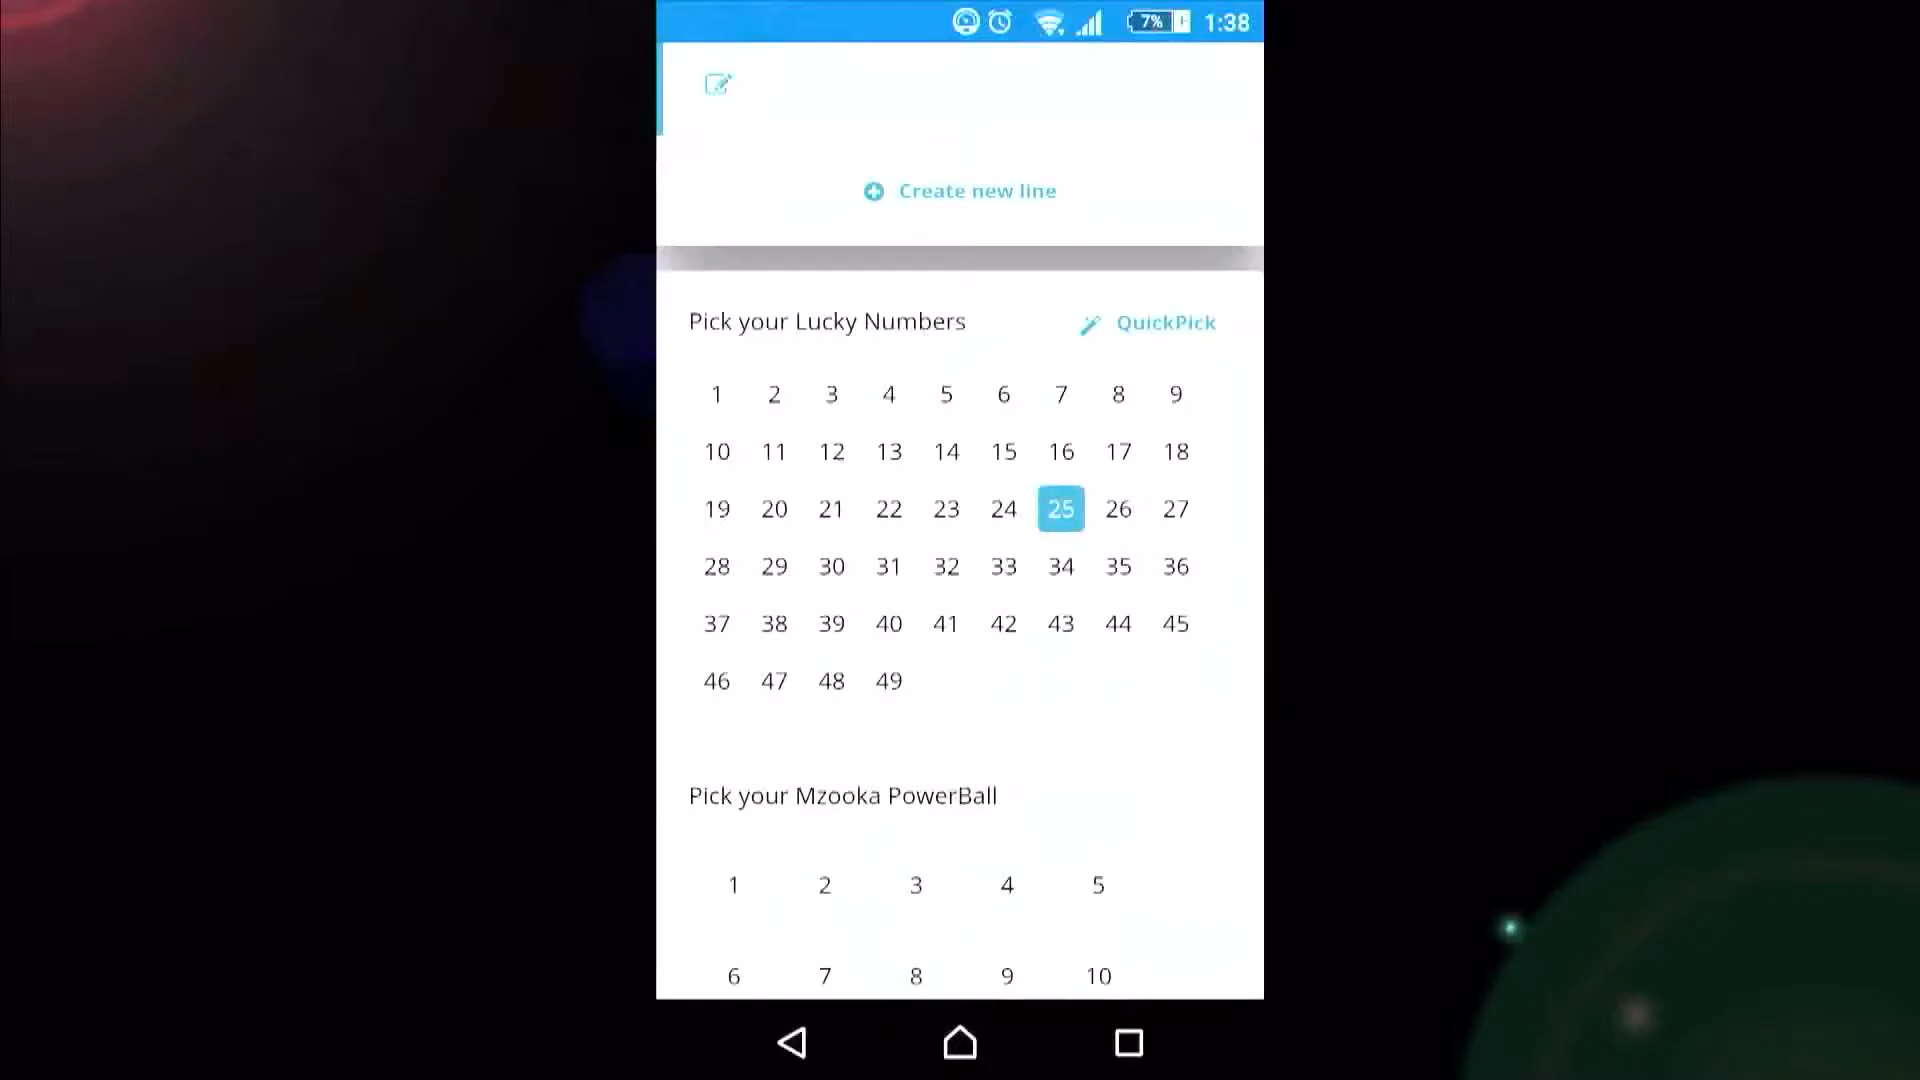 7% 1:38
Create new line
Pick your Lucky Numbers QuickPick
1 2 3 4 5 6 7 8 9
10 11 12 13 14 15 16 17 18
19 20 21 22 23 24 25 26 27
28 29 30 31 32 33 34 35 36
37 38 39 40 41 42 43 44 45
46 47 48 49
Pick your Mzooka PowerBall
1 2 3 4 5
6 7 8 9 10